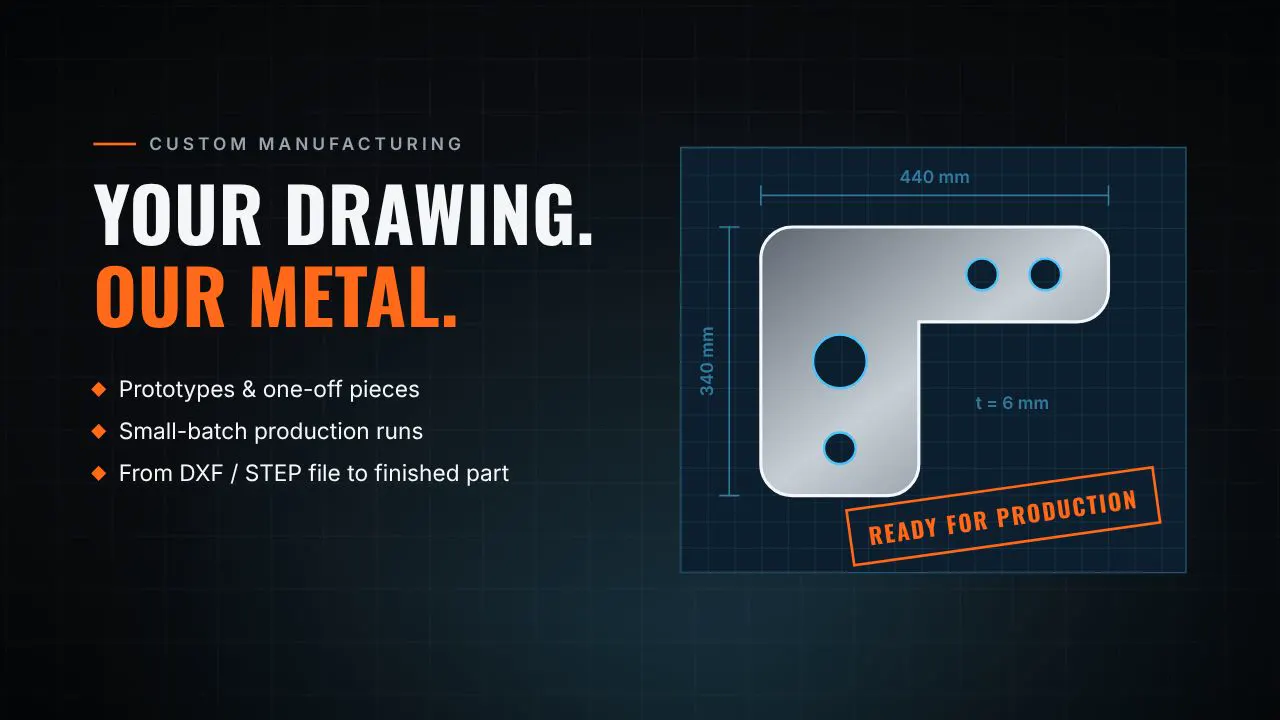 CUSTOM MANUFACTURING
YOUR DRAWING.
OUR METAL.
Prototypes & one-off pieces
Small-batch production runs
From DXF / STEP file to finished part
440 mm
340 mm
t = 6 mm
READY FOR PRODUCTION